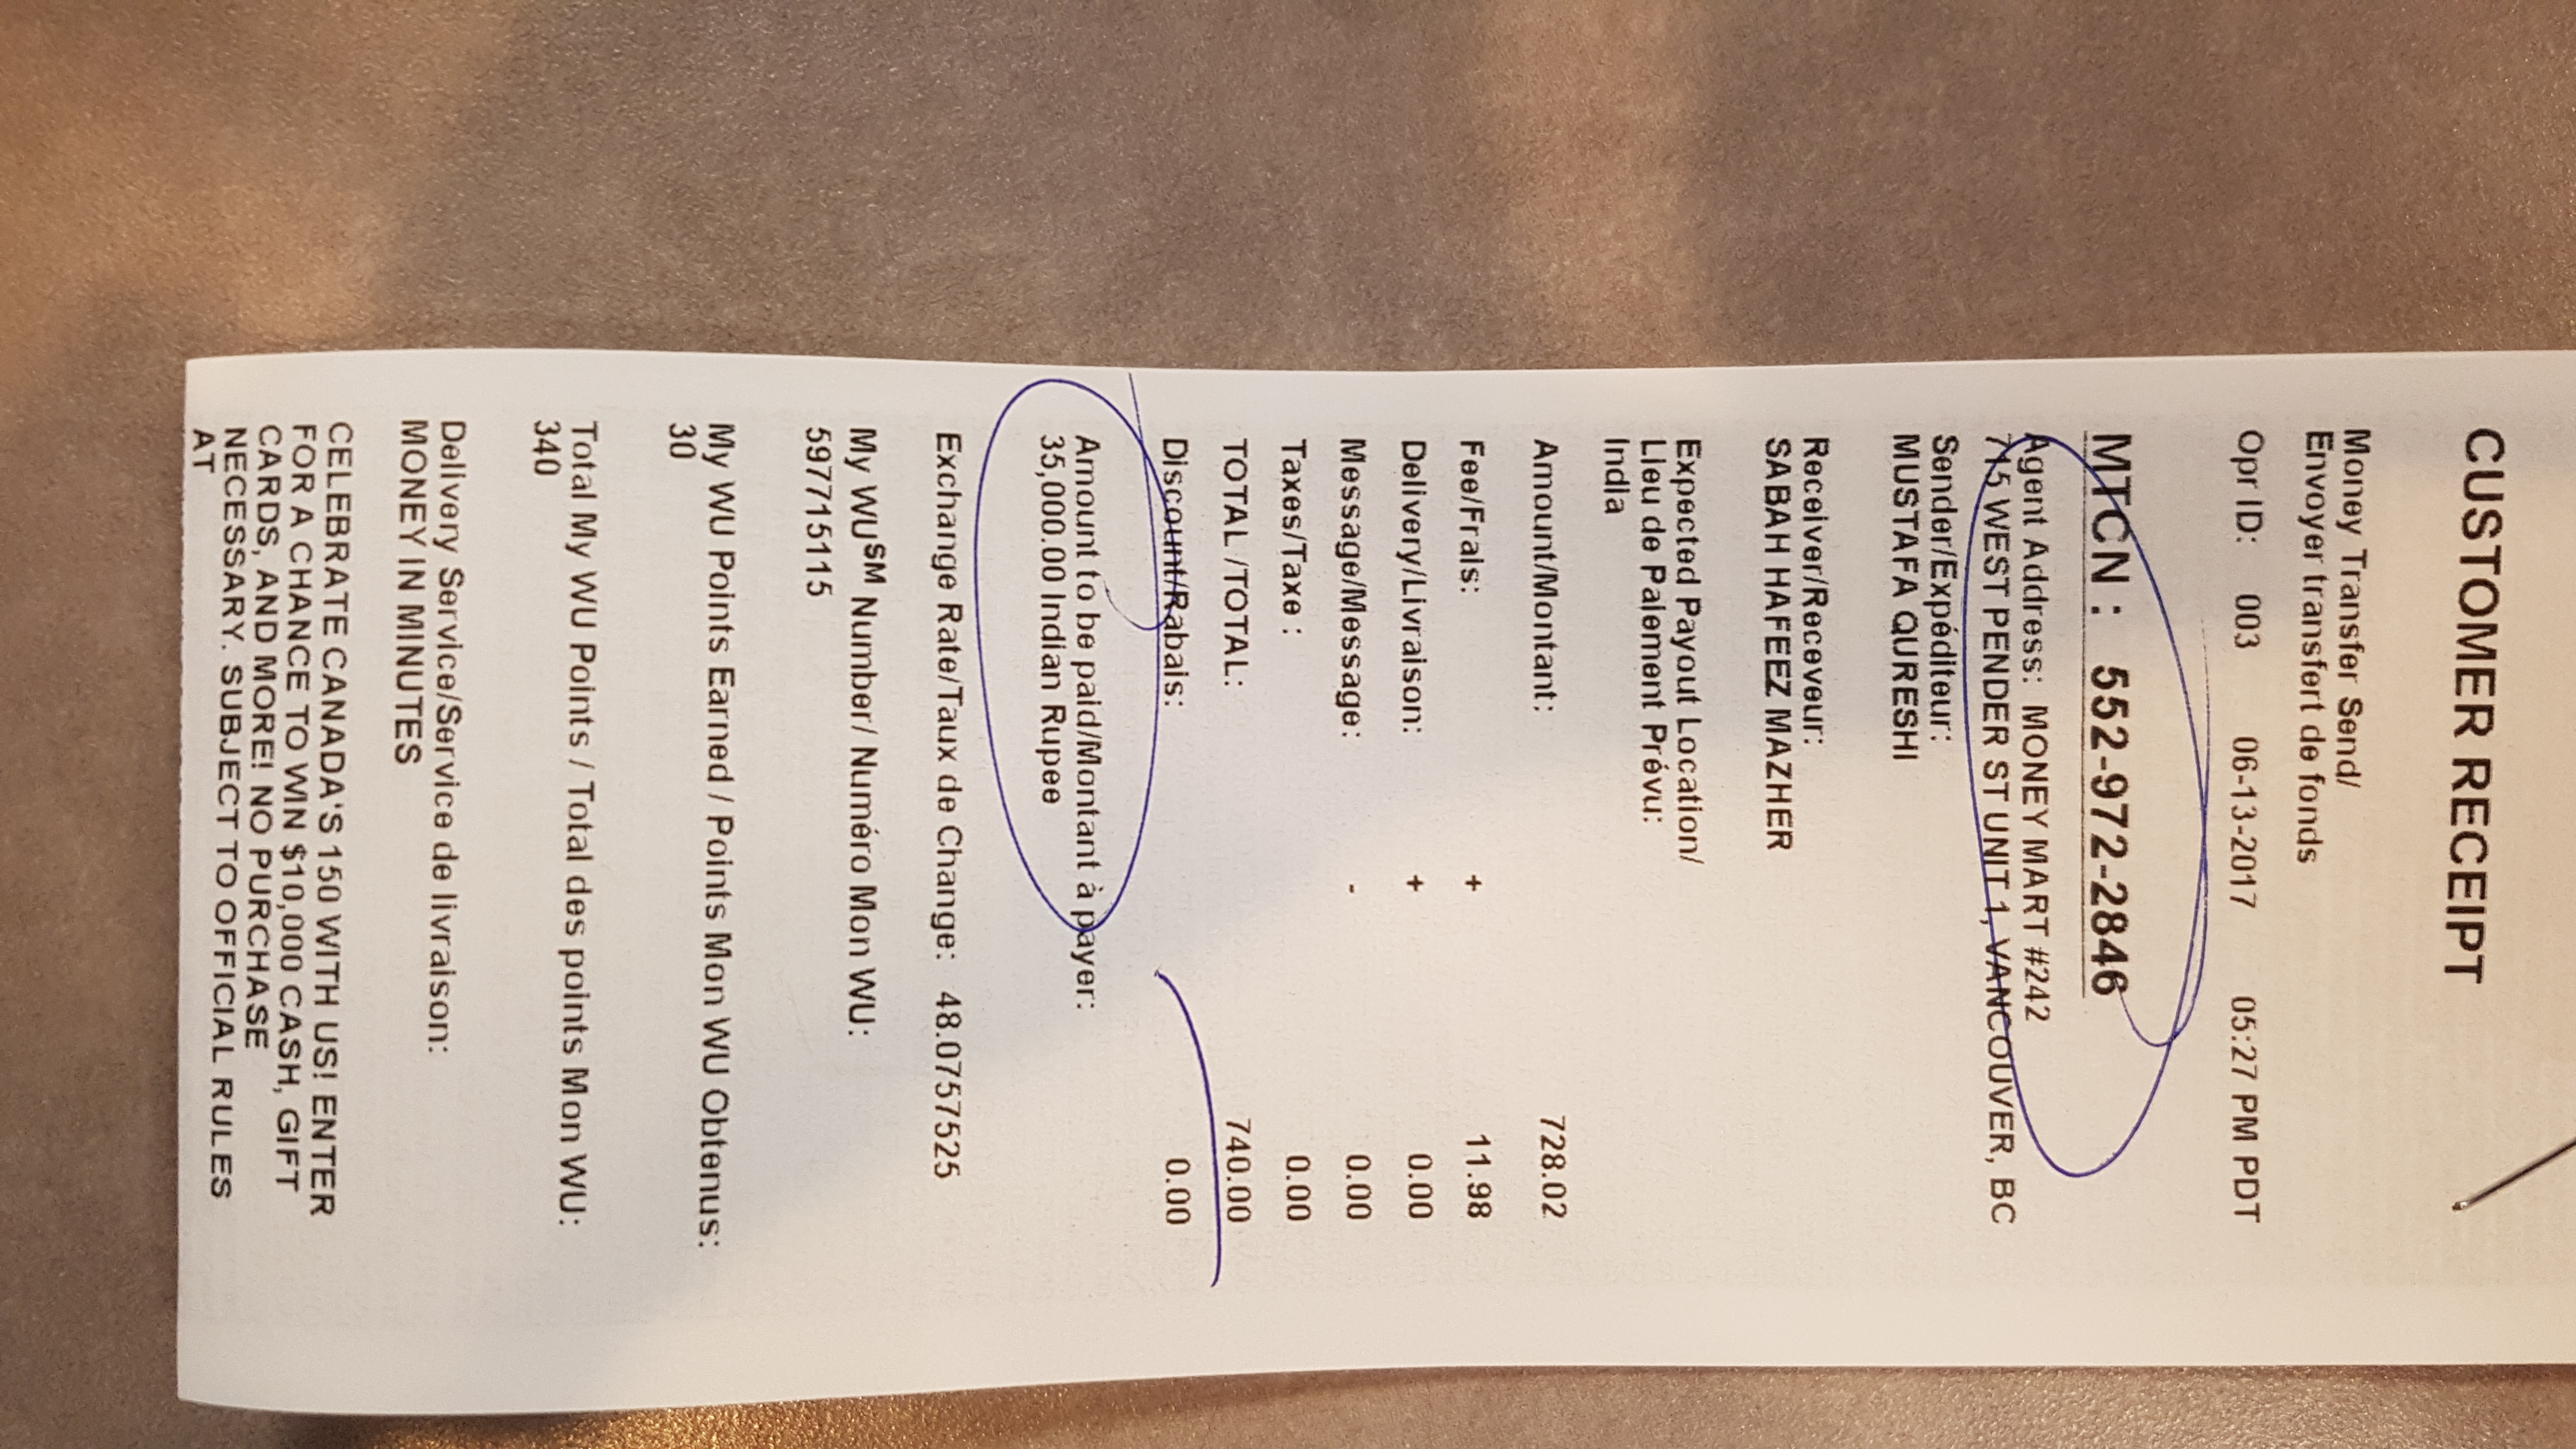 CUSTOMER RECEIPT
Money Transfer Send/
Envoyer transfert de fonds
Opr ID: 003 06-13-2017 05:27 PM PDT
MTCN : 552-972-2846
Agent Address: MONEY MART #242
715 WEST PENDER ST UNIT 1, VANCOUVER, BC
Sender/Expéditeur:
MUSTAFA QURESHI
Receiver/Receveur:
SABAH HAFEEZ MAZHER
Expected Payout Location/
Lieu de Paiement Prévu:
India
Amount/Montant: 728.02
Fee/Frais: + 11.98
Delivery/Livraison: + 0.00
Message/Message: - 0.00
Taxes/Taxe : 0.00
TOTAL /TOTAL: 740.00
Discount/Rabais: 0.00
Amount to be paid/Montant à payer:
35,000.00 Indian Rupee
Exchange Rate/Taux de Change: 48.0757525
My WU℠ Number/ Numéro Mon WU:
597715115
My WU Points Earned / Points Mon WU Obtenus:
30
Total My WU Points / Total des points Mon WU:
340
Delivery Service/Service de livraison:
MONEY IN MINUTES
CELEBRATE CANADA'S 150 WITH US! ENTER
FOR A CHANCE TO WIN $10,000 CASH, GIFT
CARDS, AND MORE! NO PURCHASE
NECESSARY. SUBJECT TO OFFICIAL RULES
AT